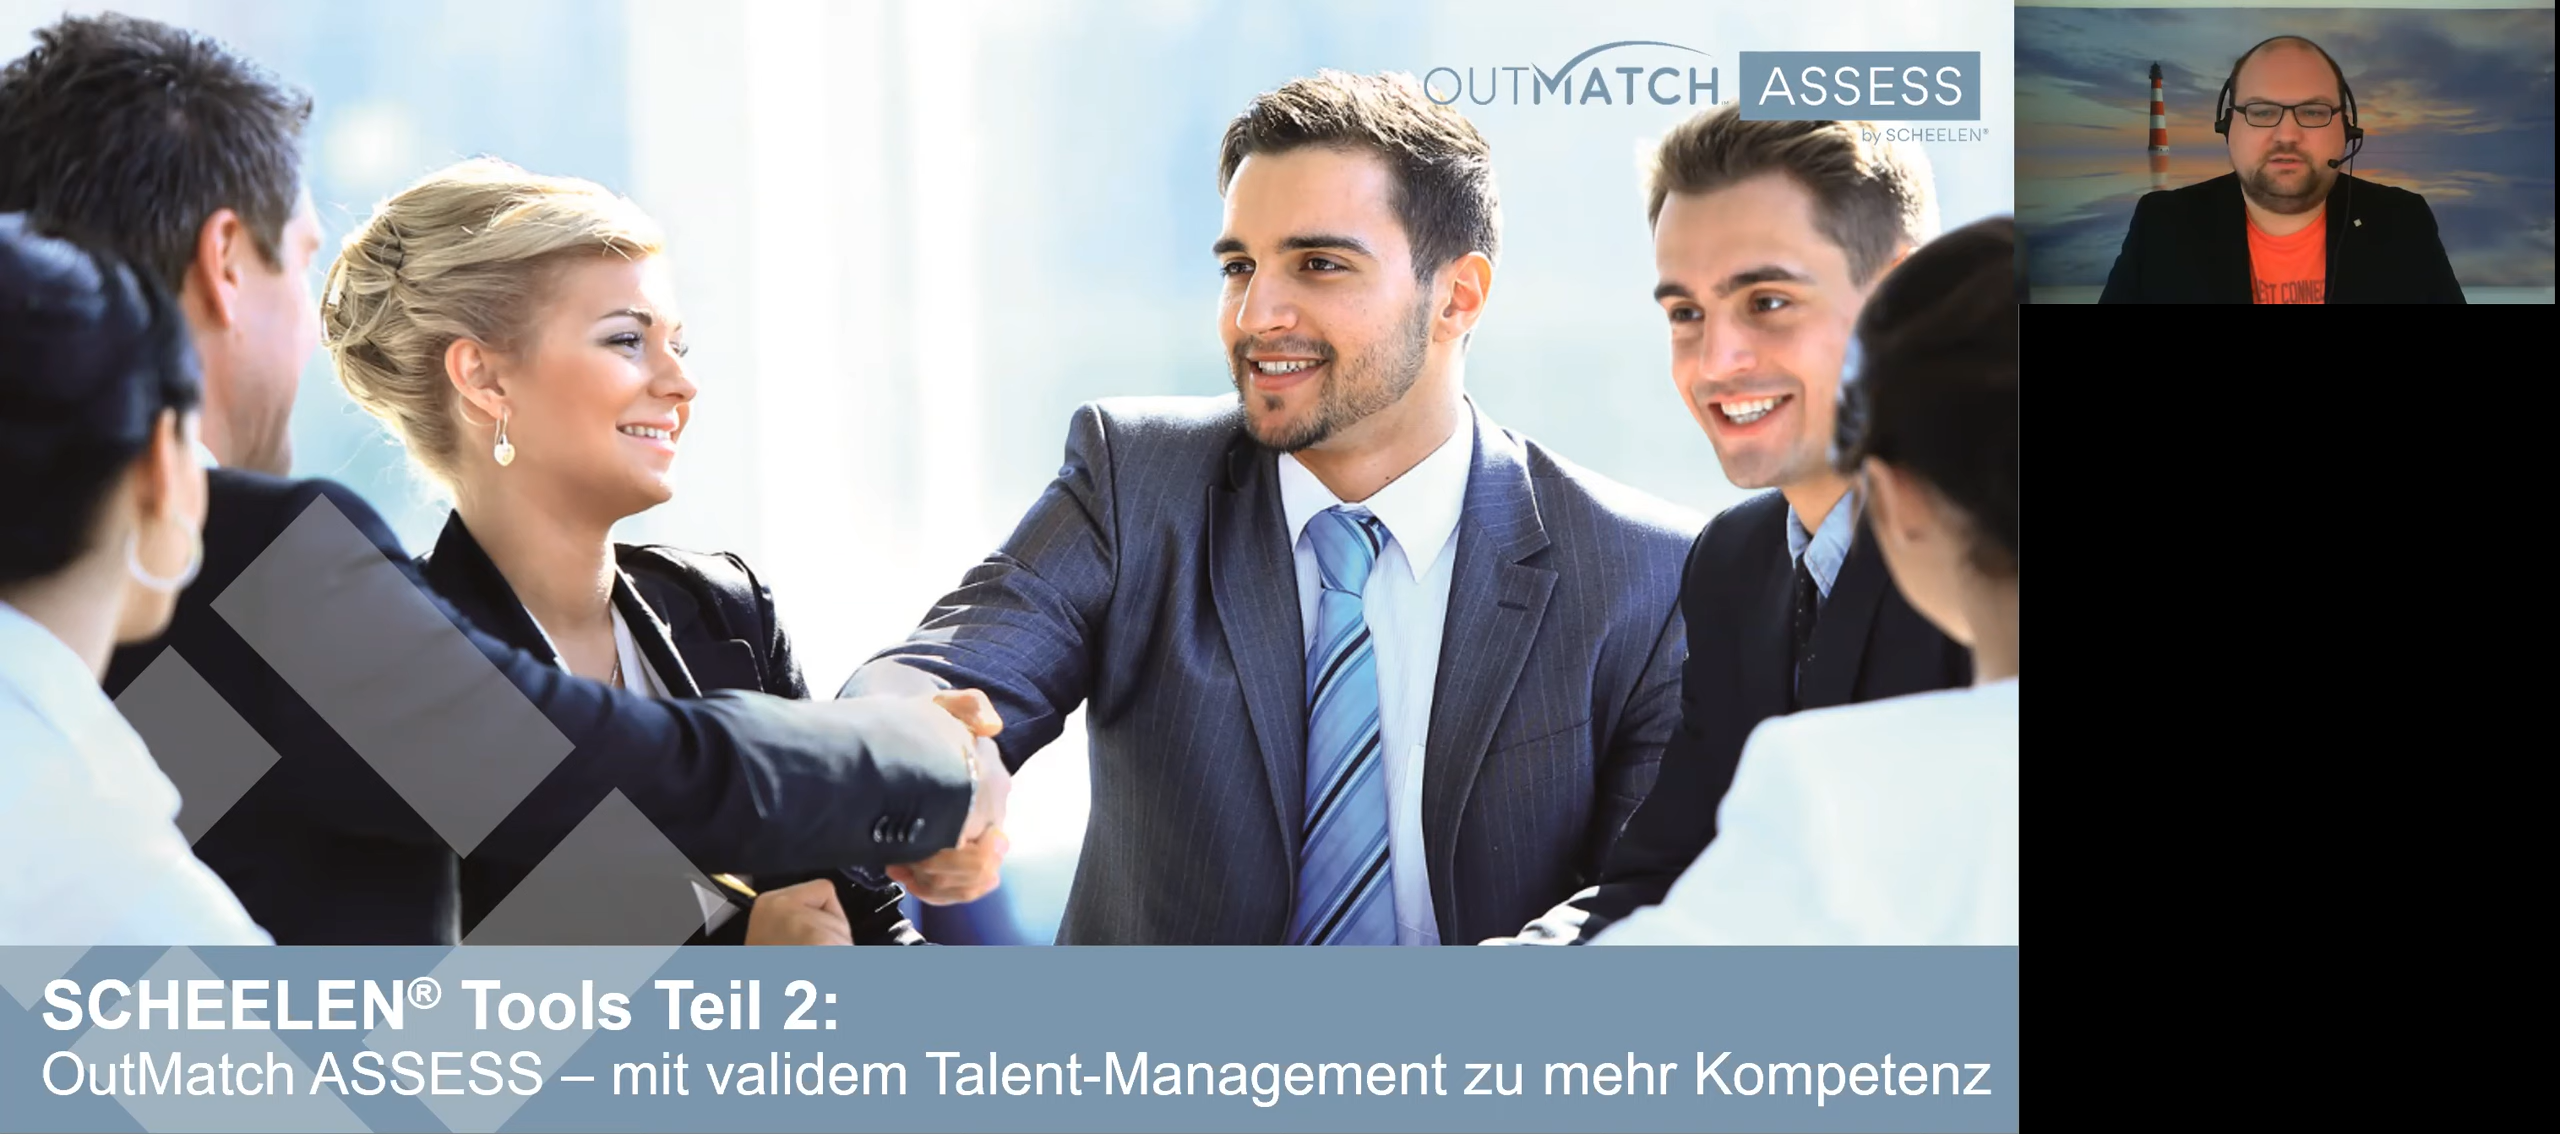 OUTMATCH ASSESS
by SCHEELEN®
SCHEELEN® Tools Teil 2:
OutMatch ASSESS – mit validem Talent-Management zu mehr Kompetenz